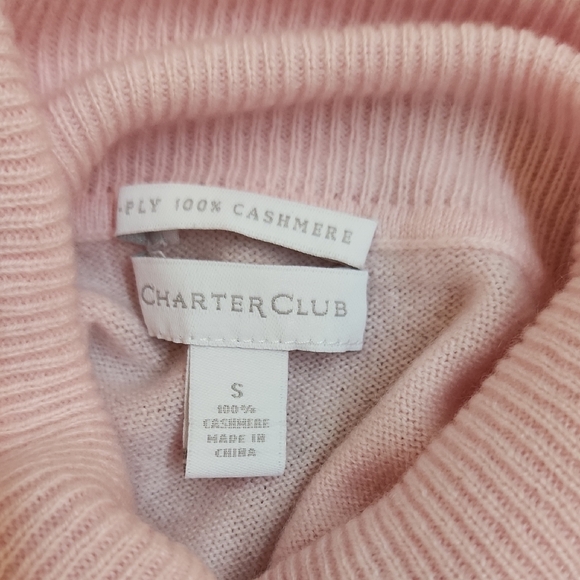 -PLY 100% CASHMERE
CHARTER CLUB
S
100%
CASHMERE
MADE IN
CHINA